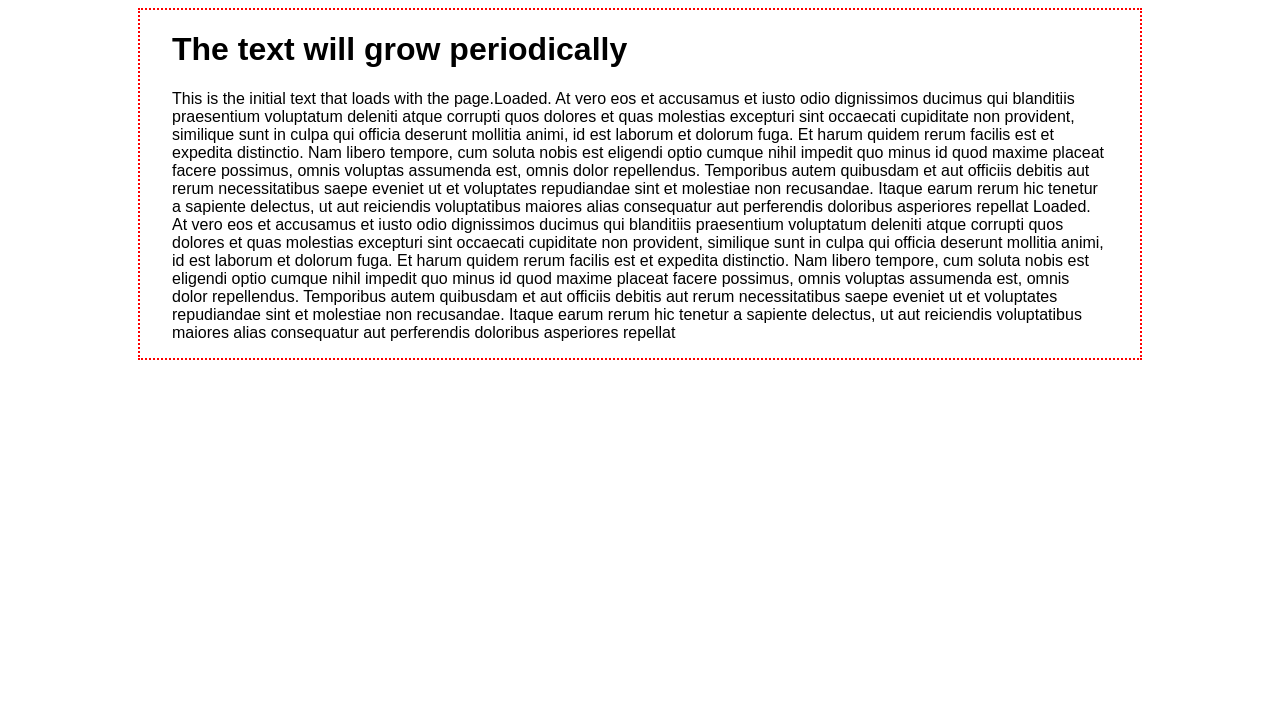 The text will grow periodically
This is the initial text that loads with the page.Loaded. At vero eos et accusamus et iusto odio dignissimos ducimus qui blanditiis
praesentium voluptatum deleniti atque corrupti quos dolores et quas molestias excepturi sint occaecati cupiditate non provident,
similique sunt in culpa qui officia deserunt mollitia animi, id est laborum et dolorum fuga. Et harum quidem rerum facilis est et
expedita distinctio. Nam libero tempore, cum soluta nobis est eligendi optio cumque nihil impedit quo minus id quod maxime placeat
facere possimus, omnis voluptas assumenda est, omnis dolor repellendus. Temporibus autem quibusdam et aut officiis debitis aut
rerum necessitatibus saepe eveniet ut et voluptates repudiandae sint et molestiae non recusandae. Itaque earum rerum hic tenetur
a sapiente delectus, ut aut reiciendis voluptatibus maiores alias consequatur aut perferendis doloribus asperiores repellat Loaded.
At vero eos et accusamus et iusto odio dignissimos ducimus qui blanditiis praesentium voluptatum deleniti atque corrupti quos
dolores et quas molestias excepturi sint occaecati cupiditate non provident, similique sunt in culpa qui officia deserunt mollitia animi,
id est laborum et dolorum fuga. Et harum quidem rerum facilis est et expedita distinctio. Nam libero tempore, cum soluta nobis est
eligendi optio cumque nihil impedit quo minus id quod maxime placeat facere possimus, omnis voluptas assumenda est, omnis
dolor repellendus. Temporibus autem quibusdam et aut officiis debitis aut rerum necessitatibus saepe eveniet ut et voluptates
repudiandae sint et molestiae non recusandae. Itaque earum rerum hic tenetur a sapiente delectus, ut aut reiciendis voluptatibus
maiores alias consequatur aut perferendis doloribus asperiores repellat